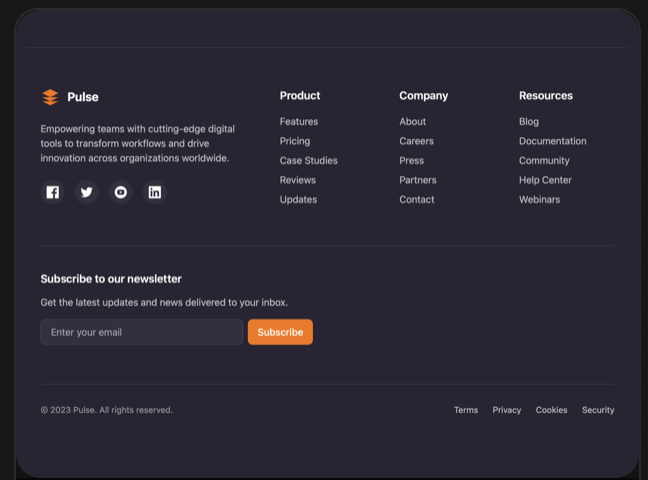 Pulse
Empowering teams with cutting-edge digital
tools to transform workflows and drive
innovation across organizations worldwide.
Product
Features
Pricing
Case Studies
Reviews
Updates
Company
About
Careers
Press
Partners
Contact
Resources
Blog
Documentation
Community
Help Center
Webinars
Subscribe to our newsletter
Get the latest updates and news delivered to your inbox.
Enter your email
Subscribe
© 2023 Pulse. All rights reserved.
Terms Privacy Cookies Security